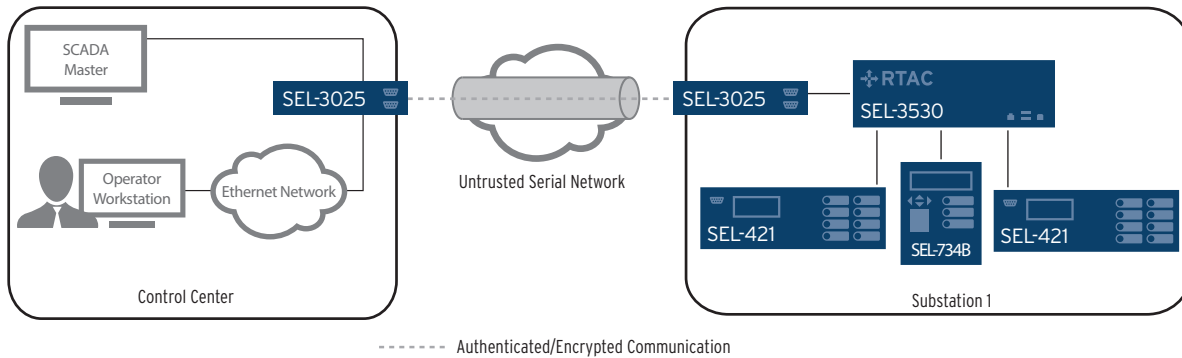 SCADA
Master
Operator
Workstation
Ethernet Network
SEL-3025
Control Center
Untrusted Serial Network
SEL-3025
RTAC
SEL-3530
SEL-421
SEL-734B
SEL-421
Substation 1
Authenticated/Encrypted Communication